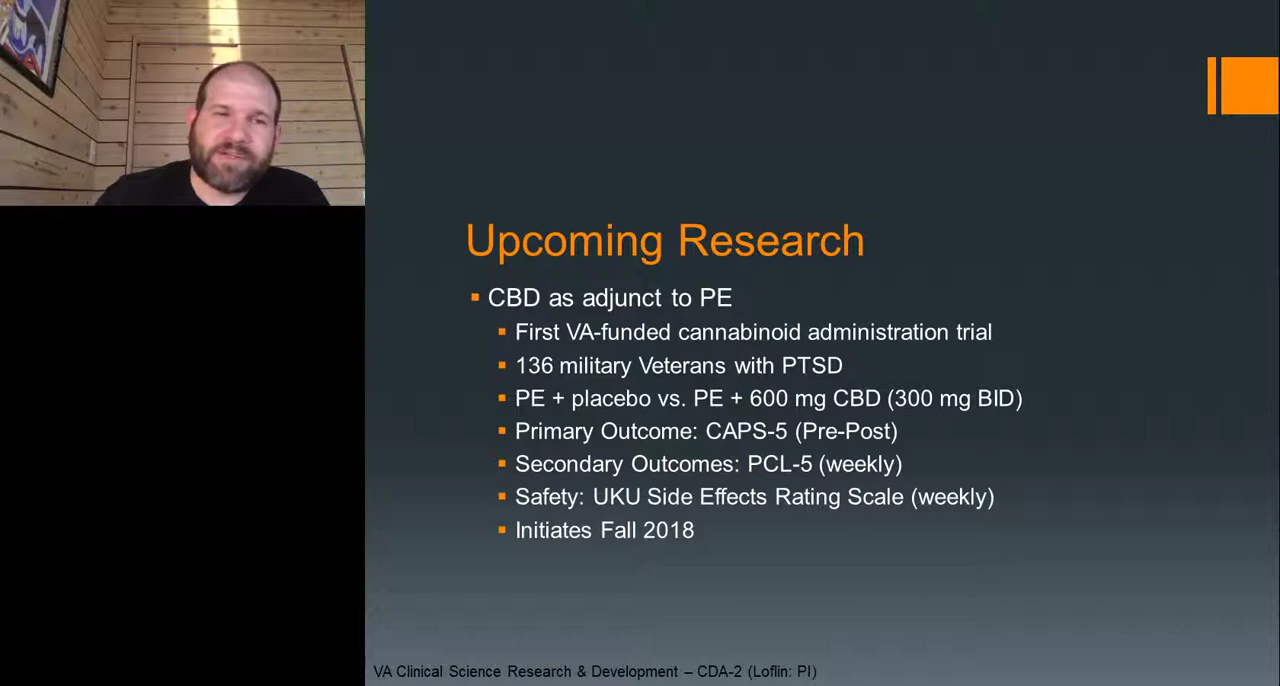 Upcoming Research
CBD as adjunct to PE
First VA-funded cannabinoid administration trial
136 military Veterans with PTSD
PE + placebo vs. PE + 600 mg CBD (300 mg BID)
Primary Outcome: CAPS-5 (Pre-Post)
Secondary Outcomes: PCL-5 (weekly)
Safety: UKU Side Effects Rating Scale (weekly)
Initiates Fall 2018
VA Clinical Science Research & Development – CDA-2 (Loflin: PI)